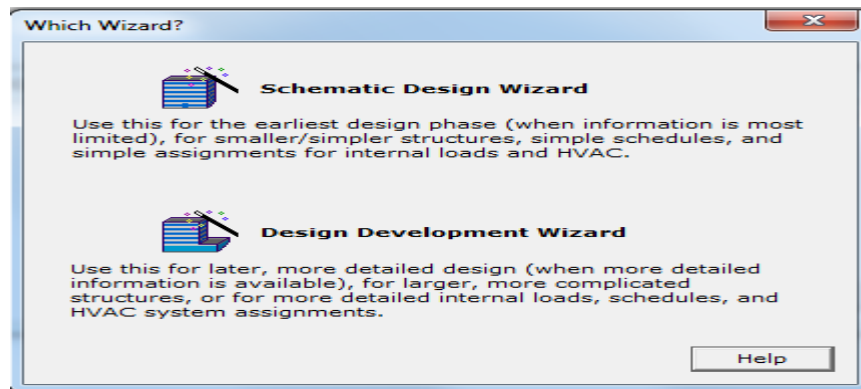 Which Wizard?
Schematic Design Wizard
Use this for the earliest design phase (when information is most
limited), for smaller/simpler structures, simple schedules, and
simple assignments for internal loads and HVAC.
Design Development Wizard
Use this for later, more detailed design (when more detailed
information is available), for larger, more complicated
structures, or for more detailed internal loads, schedules, and
HVAC system assignments.
Help